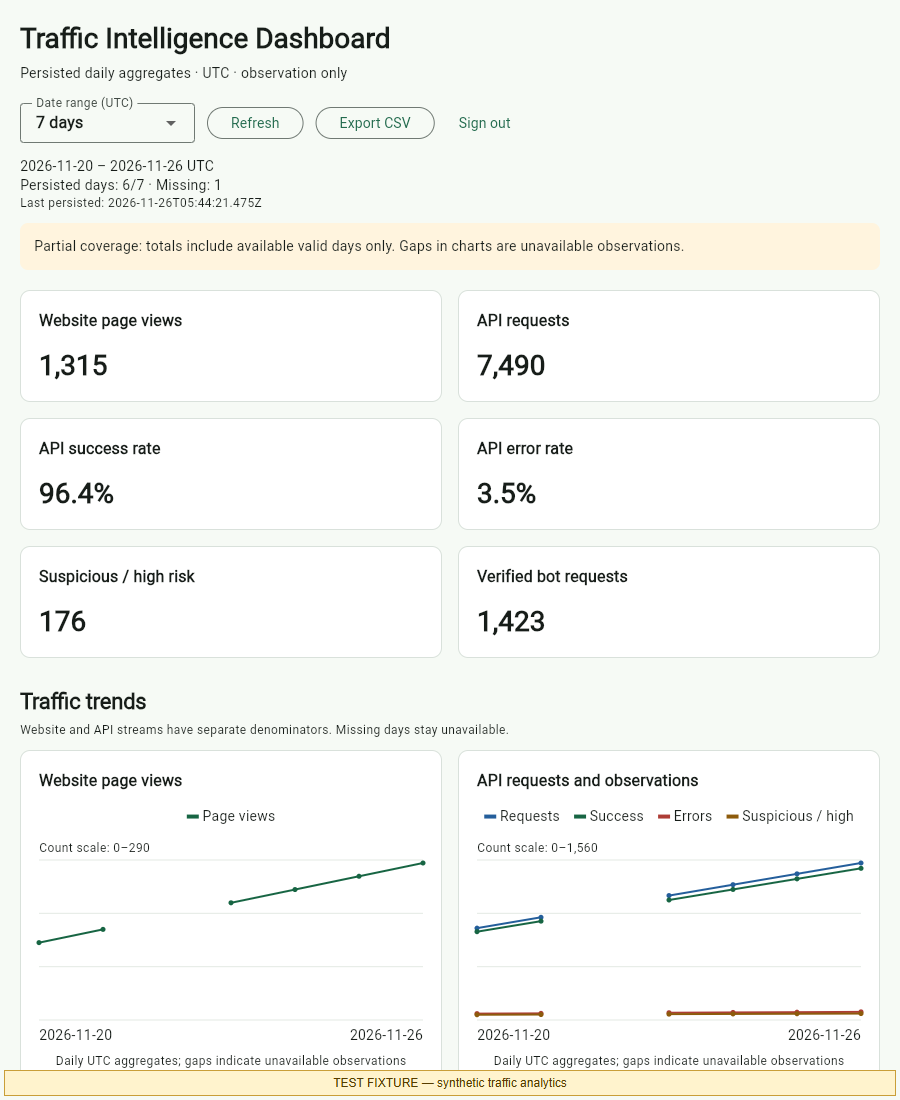 Traffic Intelligence Dashboard
Persisted daily aggregates · UTC · observation only
Date range (UTC)
7 days
Refresh
Export CSV
Sign out
2026-11-20 – 2026-11-26 UTC
Persisted days: 6/7 · Missing: 1
Last persisted: 2026-11-26T05:44:21.475Z
Partial coverage: totals include available valid days only. Gaps in charts are unavailable observations.
Website page views
1,315
API requests
7,490
API success rate
96.4%
API error rate
3.5%
Suspicious / high risk
176
Verified bot requests
1,423
Traffic trends
Website and API streams have separate denominators. Missing days stay unavailable.
Website page views
Page views
Count scale: 0–290
2026-11-20
2026-11-26
Daily UTC aggregates; gaps indicate unavailable observations
API requests and observations
Requests
Success
Errors
Suspicious / high
Count scale: 0–1,560
2026-11-20
2026-11-26
Daily UTC aggregates; gaps indicate unavailable observations
TEST FIXTURE — synthetic traffic analytics